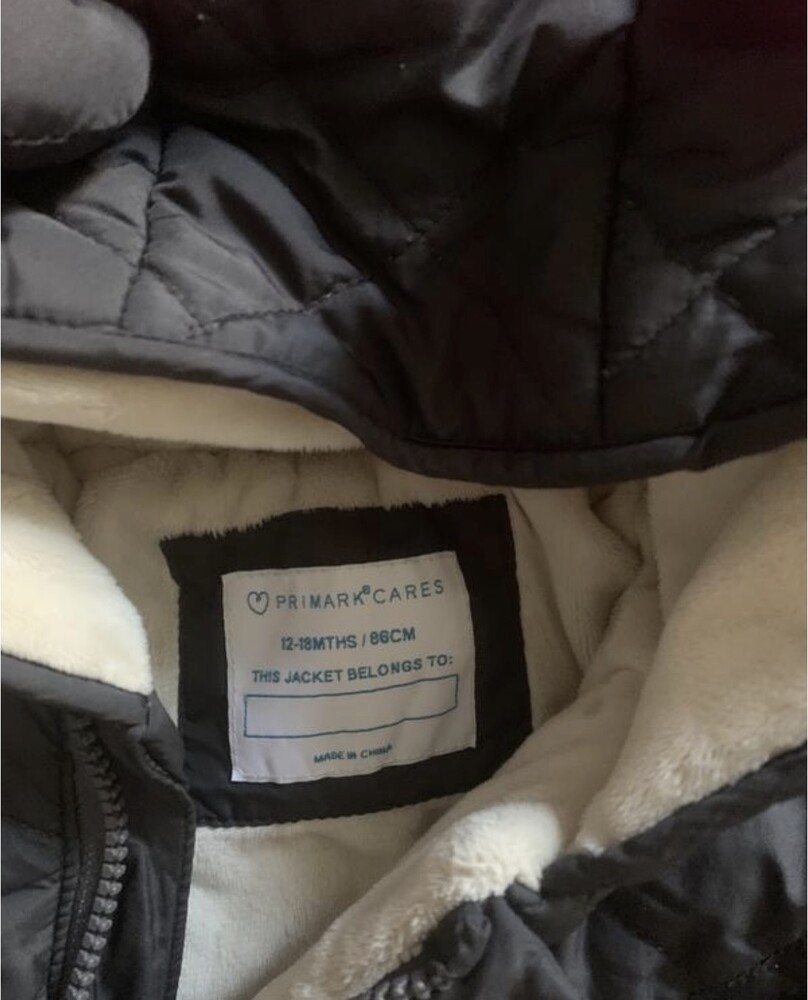 PRIMARK® CARES
12-18MTHS / 86CM
THIS JACKET BELONGS TO:
MADE IN CHINA